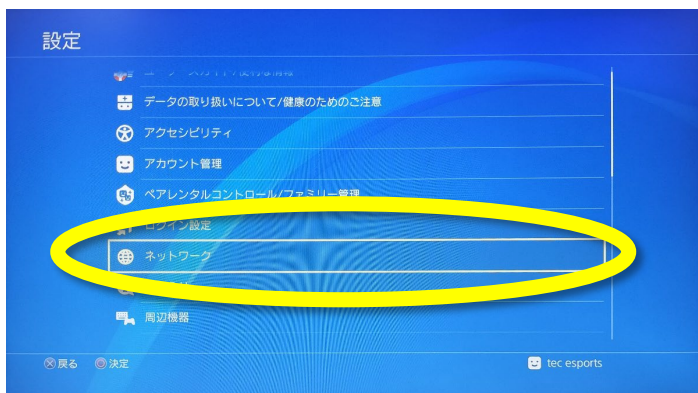 設定
データの取り扱いについて/健康のためのご注意
アクセシビリティ
アカウント管理
ペアレンタルコントロール/ファミリー管理
ログイン設定
ネットワーク
周辺機器
戻る 決定
tec esports